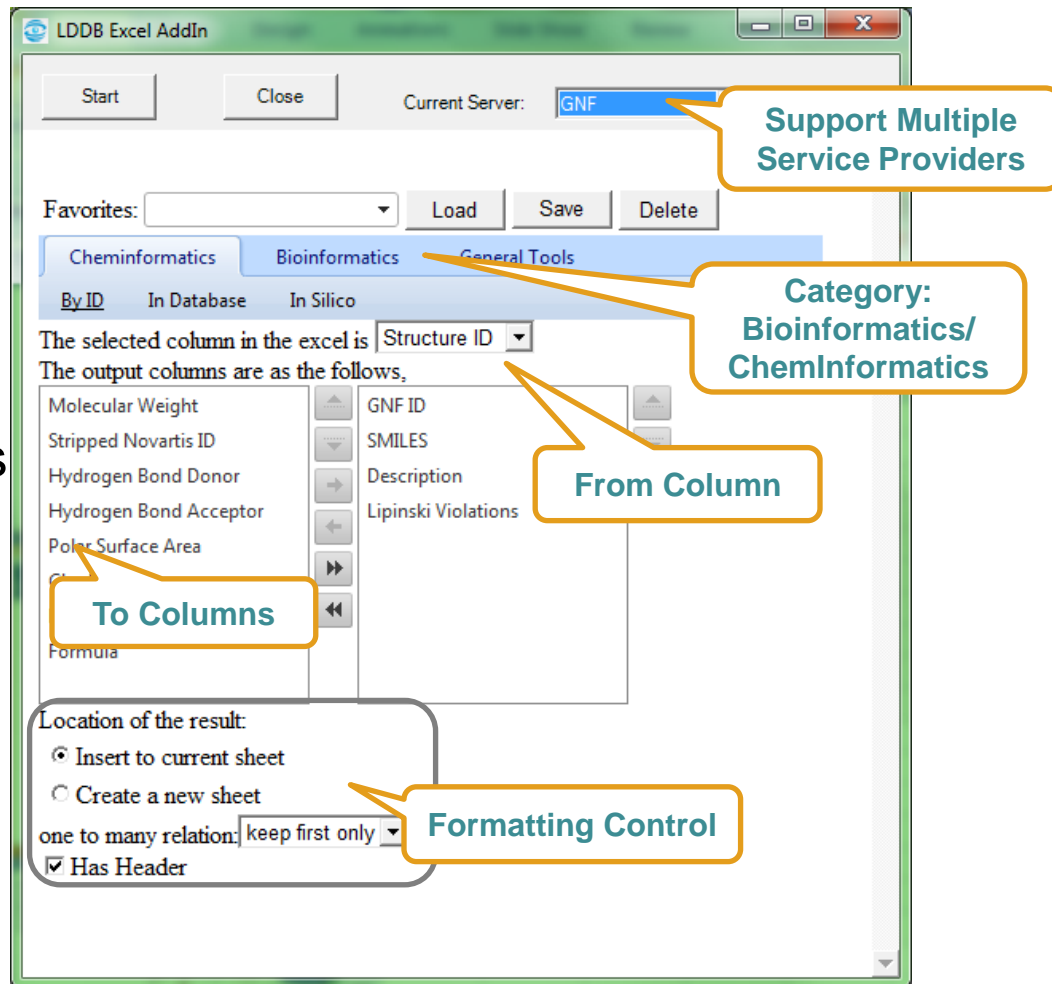 LDDB Excel AddIn
Start Close Current Server: GNF
Support Multiple
Service Providers
Favorites: Load Save Delete
Cheminformatics Bioinformatics General Tools
By ID In Database In Silico
Category:
Bioinformatics/
ChemInformatics
The selected column in the excel is Structure ID
The output columns are as the follows,
Molecular Weight
Stripped Novartis ID
Hydrogen Bond Donor
Hydrogen Bond Acceptor
Polar Surface Area
Formula
GNF ID
SMILES
Description
Lipinski Violations
From Column
To Columns
s
Location of the result:
Insert to current sheet
Create a new sheet
one to many relation: keep first only
Has Header
Formatting Control